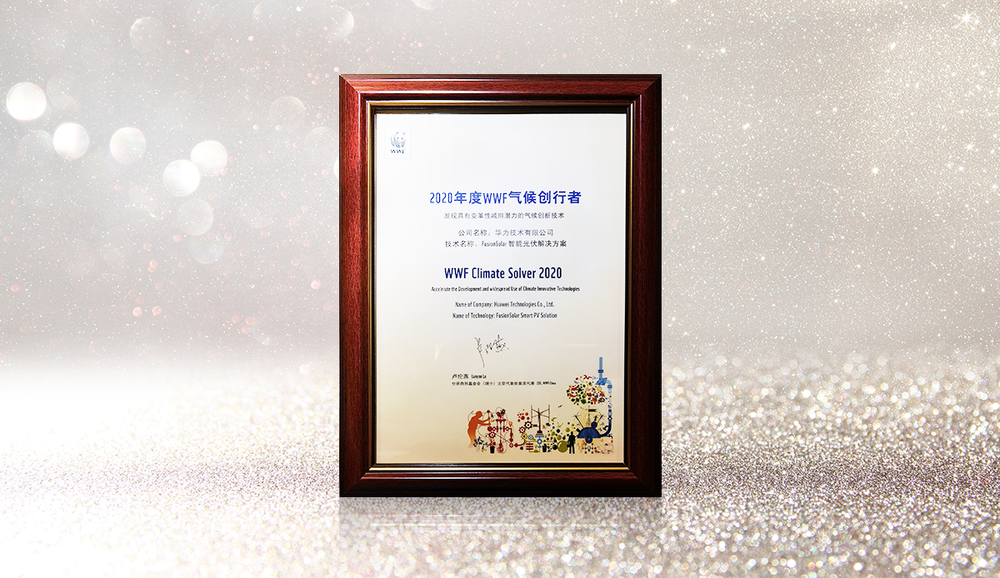 WWF
2020年度WWF气候创行者
发现具有变革性减排潜力的气候创新技术
公司名称：华为技术有限公司
技术名称：FusionSolar 智能光伏解决方案
WWF Climate Solver 2020
Accelerate the Development and widespread Use of Climate Innovative Technologies
Name of Company: Huawei Technologies Co., Ltd.
Name of Technology: FusionSolar Smart PV Solution
卢伦燕 Lunyan Lu
世界自然基金会（瑞士）北京代表处首席代表 CEO, WWF China